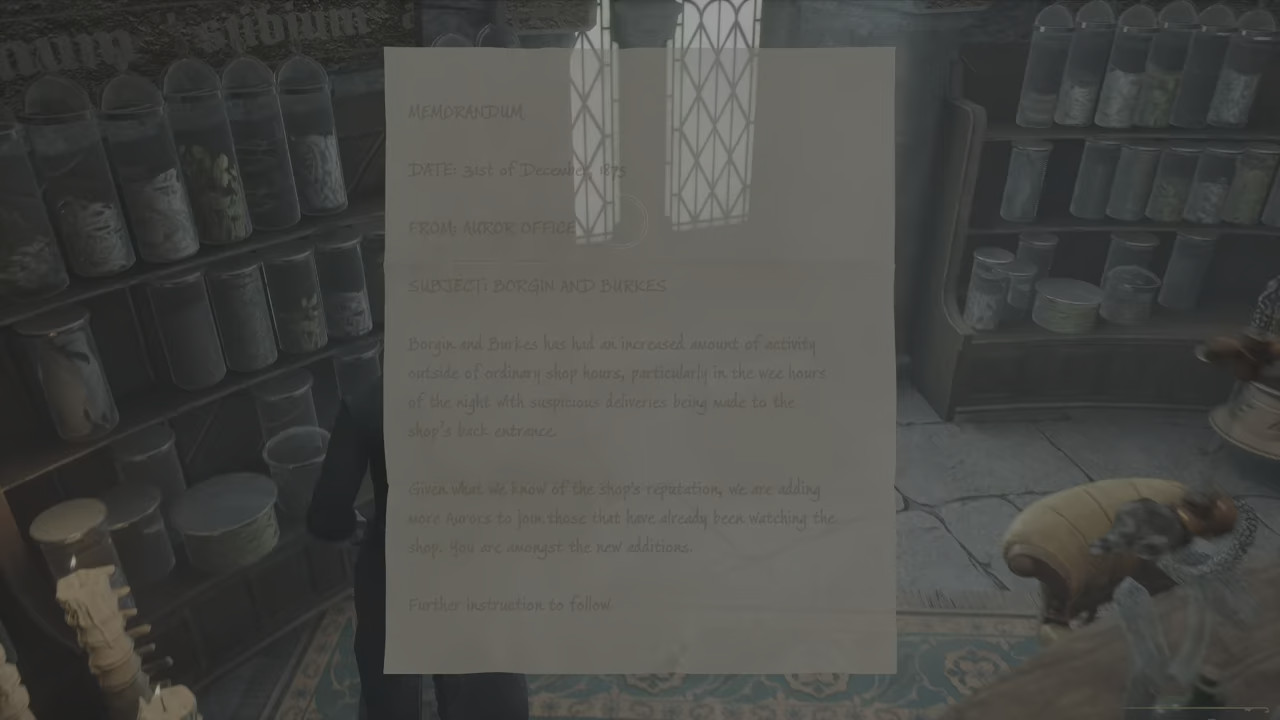 stibium
MEMORANDUM
DATE: 31st of December, 1875
FROM: AUROR OFFICE
SUBJECT: BORGIN AND BURKES
Borgin and Burkes has had an increased amount of activity
outside of ordinary shop hours, particularly in the wee hours
of the night with suspicious deliveries being made to the
shop's back entrance.
Given what we know of the shop's reputation, we are adding
more Aurors to join those that have already been watching the
shop. You are amongst the new additions.
Further instruction to follow